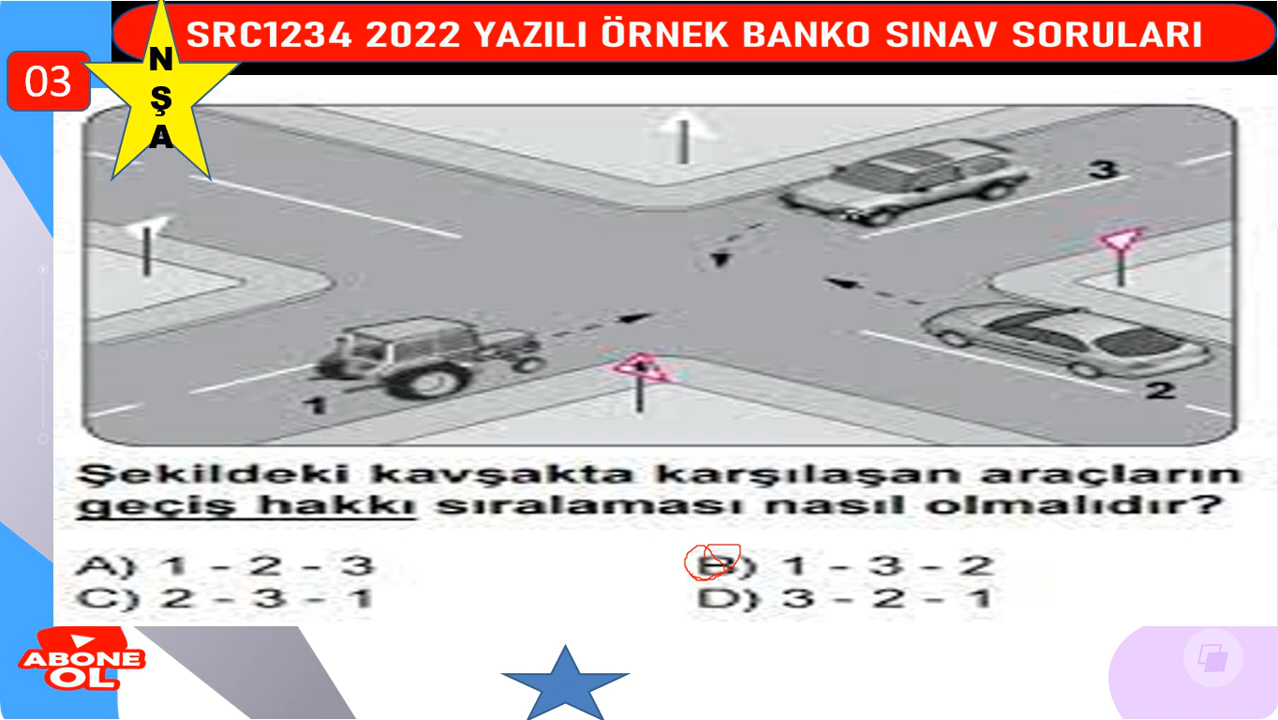 SRC1234 2022 YAZILI ÖRNEK BANKO SINAV SORULARI
03
N
Ş
A
3
1
2
Şekildeki kavşakta karşılaşan araçların
geçiş hakkı sıralaması nasıl olmalıdır?
A) 1 - 2 - 3
B) 1 - 3 - 2
C) 2 - 3 - 1
D) 3 - 2 - 1
ABONE
OL